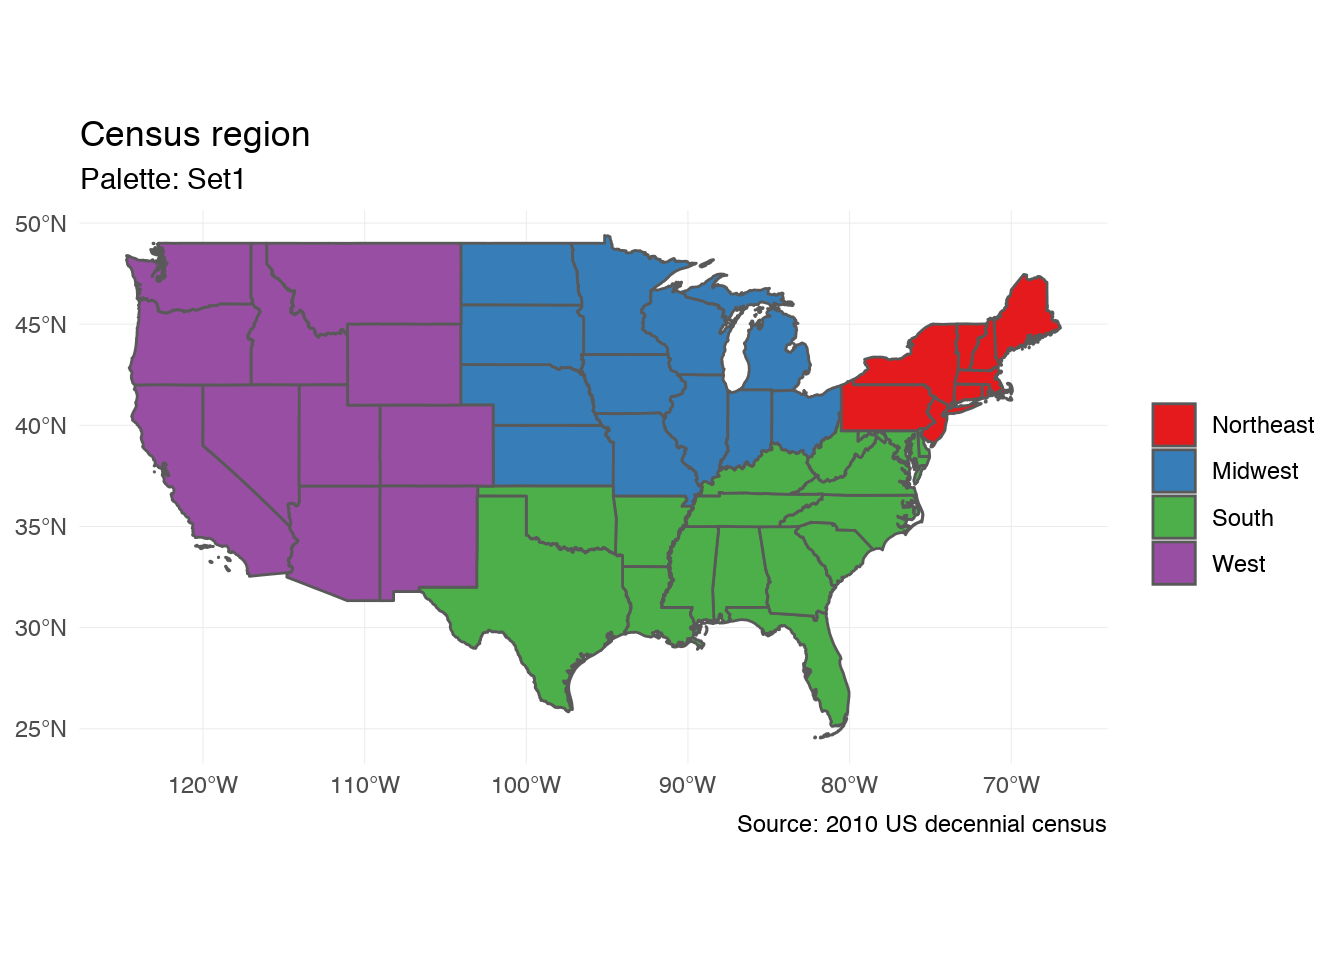 Census region
Palette: Set1
50°N
45°N
40°N
35°N
30°N
25°N
120°W 110°W 100°W 90°W 80°W 70°W
Northeast
Midwest
South
West
Source: 2010 US decennial census